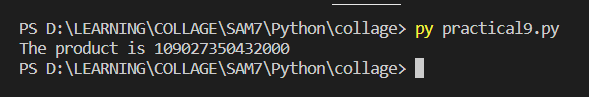 PS D:\LEARNING\COLLAGE\SAM7\Python\collage> py practical9.py
The product is 109027350432000
PS D:\LEARNING\COLLAGE\SAM7\Python\collage>